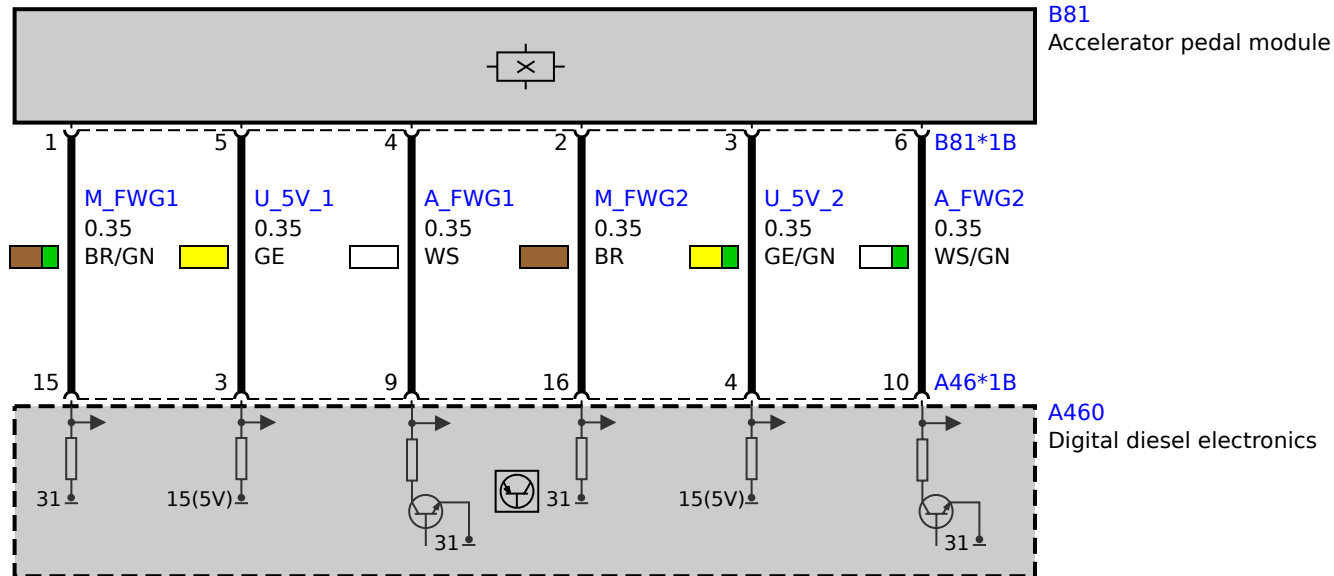 B81
Accelerator pedal module
1 5 4 2 3 6 B81*1B
M_FWG1 U_5V_1 A_FWG1 M_FWG2 U_5V_2 A_FWG2
0.35 0.35 0.35 0.35 0.35 0.35
BR/GN GE WS BR GE/GN WS/GN
15 3 9 16 4 10 A46*1B
A460
Digital diesel electronics
31 15(5V) 31 15(5V)
31 31